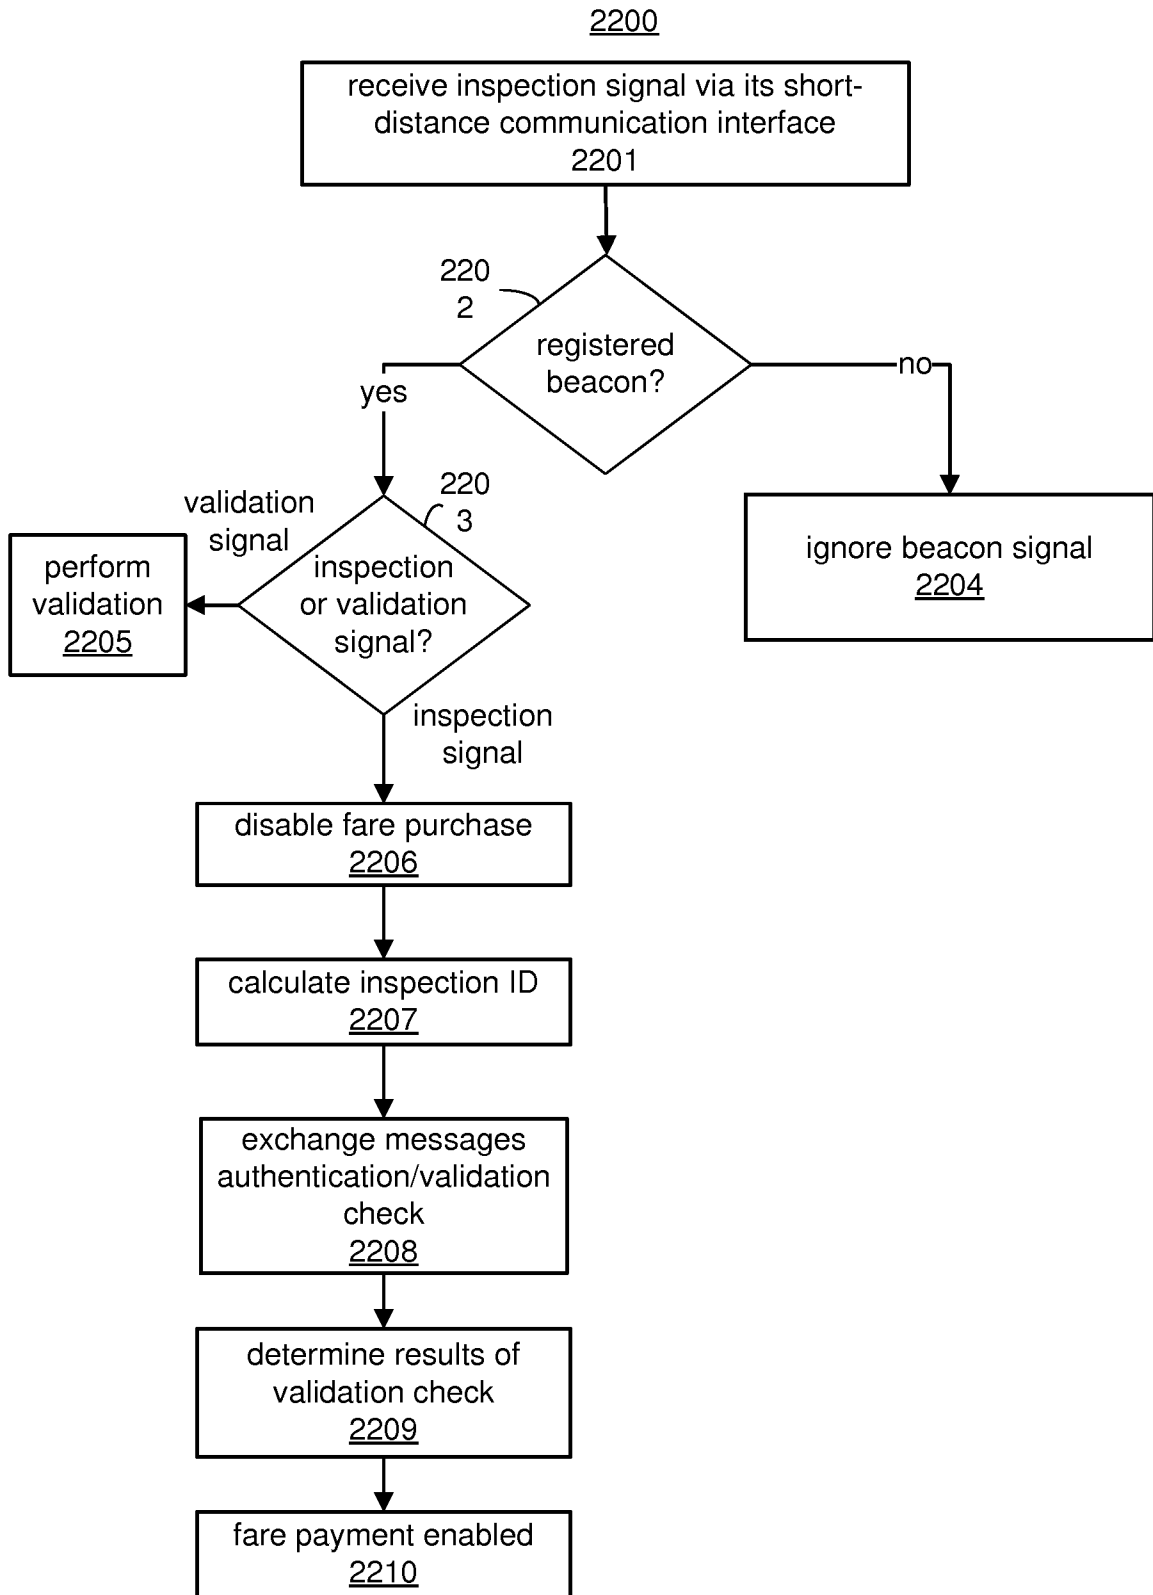 2200
receive inspection signal via its short-
distance communication interface
2201
220
2
registered
beacon?
yes
no
validation
signal
220
3
inspection
or validation
signal?
perform
validation
2205
ignore beacon signal
2204
inspection
signal
disable fare purchase
2206
calculate inspection ID
2207
exchange messages
authentication/validation
check
2208
determine results of
validation check
2209
fare payment enabled
2210